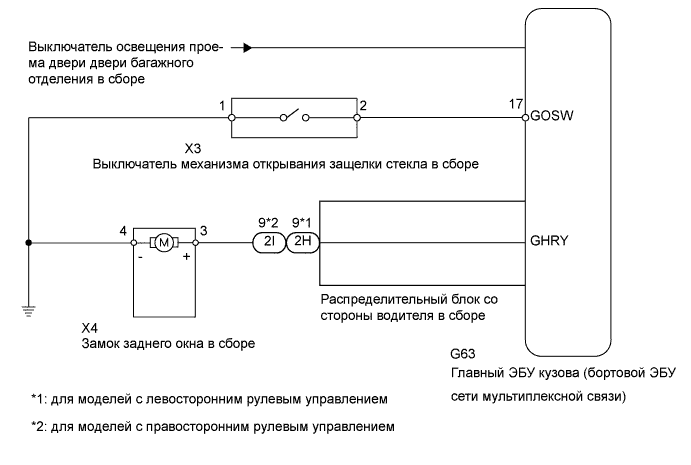 Выключатель освещения прое-
ма двери двери багажного
отделения в сборе
1
2
17
GOSW
X3
Выключатель механизма открывания защелки стекла в сборе
9*2
9*1
4
3
M
2I
2H
GHRY
-
+
Распределительный блок со
стороны водителя в сборе
X4
Замок заднего окна в сборе
G63
Главный ЭБУ кузова (бортовой ЭБУ
сети мультиплексной связи)
*1: для моделей с левосторонним рулевым управлением
*2: для моделей с правосторонним рулевым управлением